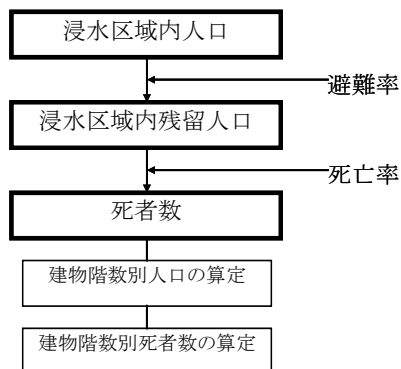 浸水区域内人口
避難率
浸水区域内残留人口
死亡率
死者数
建物階数別人口の算定
建物階数別死者数の算定